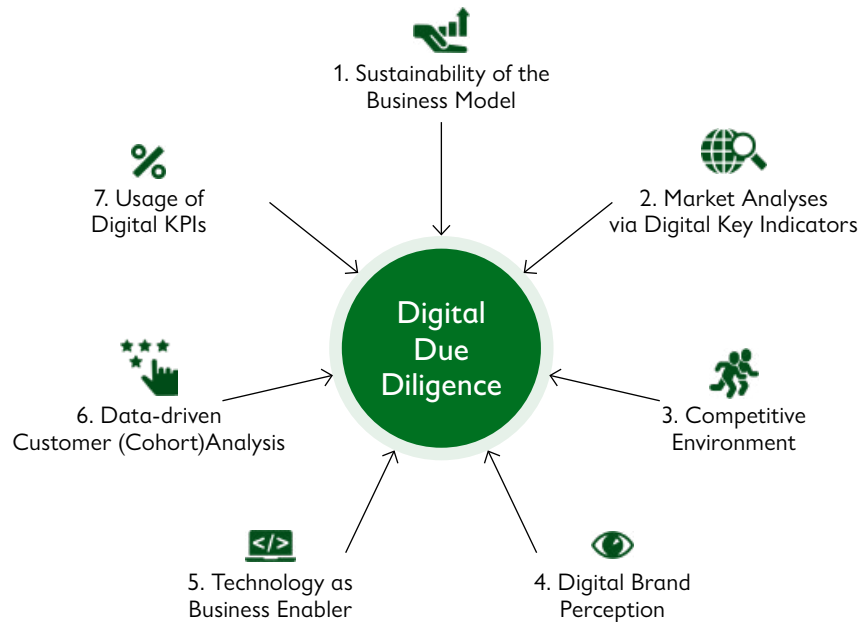 1. Sustainability of the
Business Model
2. Market Analyses
via Digital Key Indicators
3. Competitive
Environment
4. Digital Brand
Perception
5. Technology as
Business Enabler
6. Data-driven
Customer (Cohort)Analysis
7. Usage of
Digital KPIs
Digital
Due
Diligence